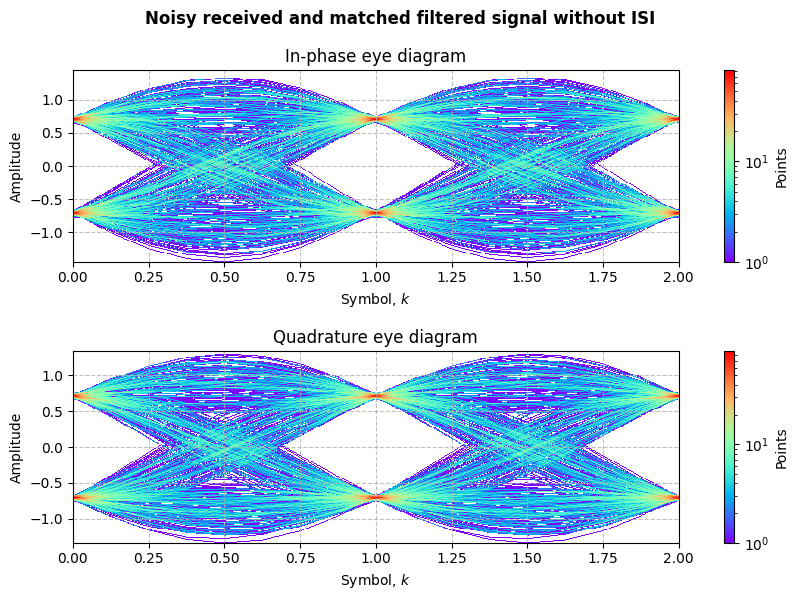 Noisy received and matched filtered signal without ISI
In-phase eye diagram
Amplitude
1.0
0.5
0.0
−0.5
−1.0
0.00 0.25 0.50 0.75 1.00 1.25 1.50 1.75 2.00
Symbol, k
10¹
10⁰
Points
Quadrature eye diagram
Amplitude
1.0
0.5
0.0
−0.5
−1.0
0.00 0.25 0.50 0.75 1.00 1.25 1.50 1.75 2.00
Symbol, k
10¹
10⁰
Points